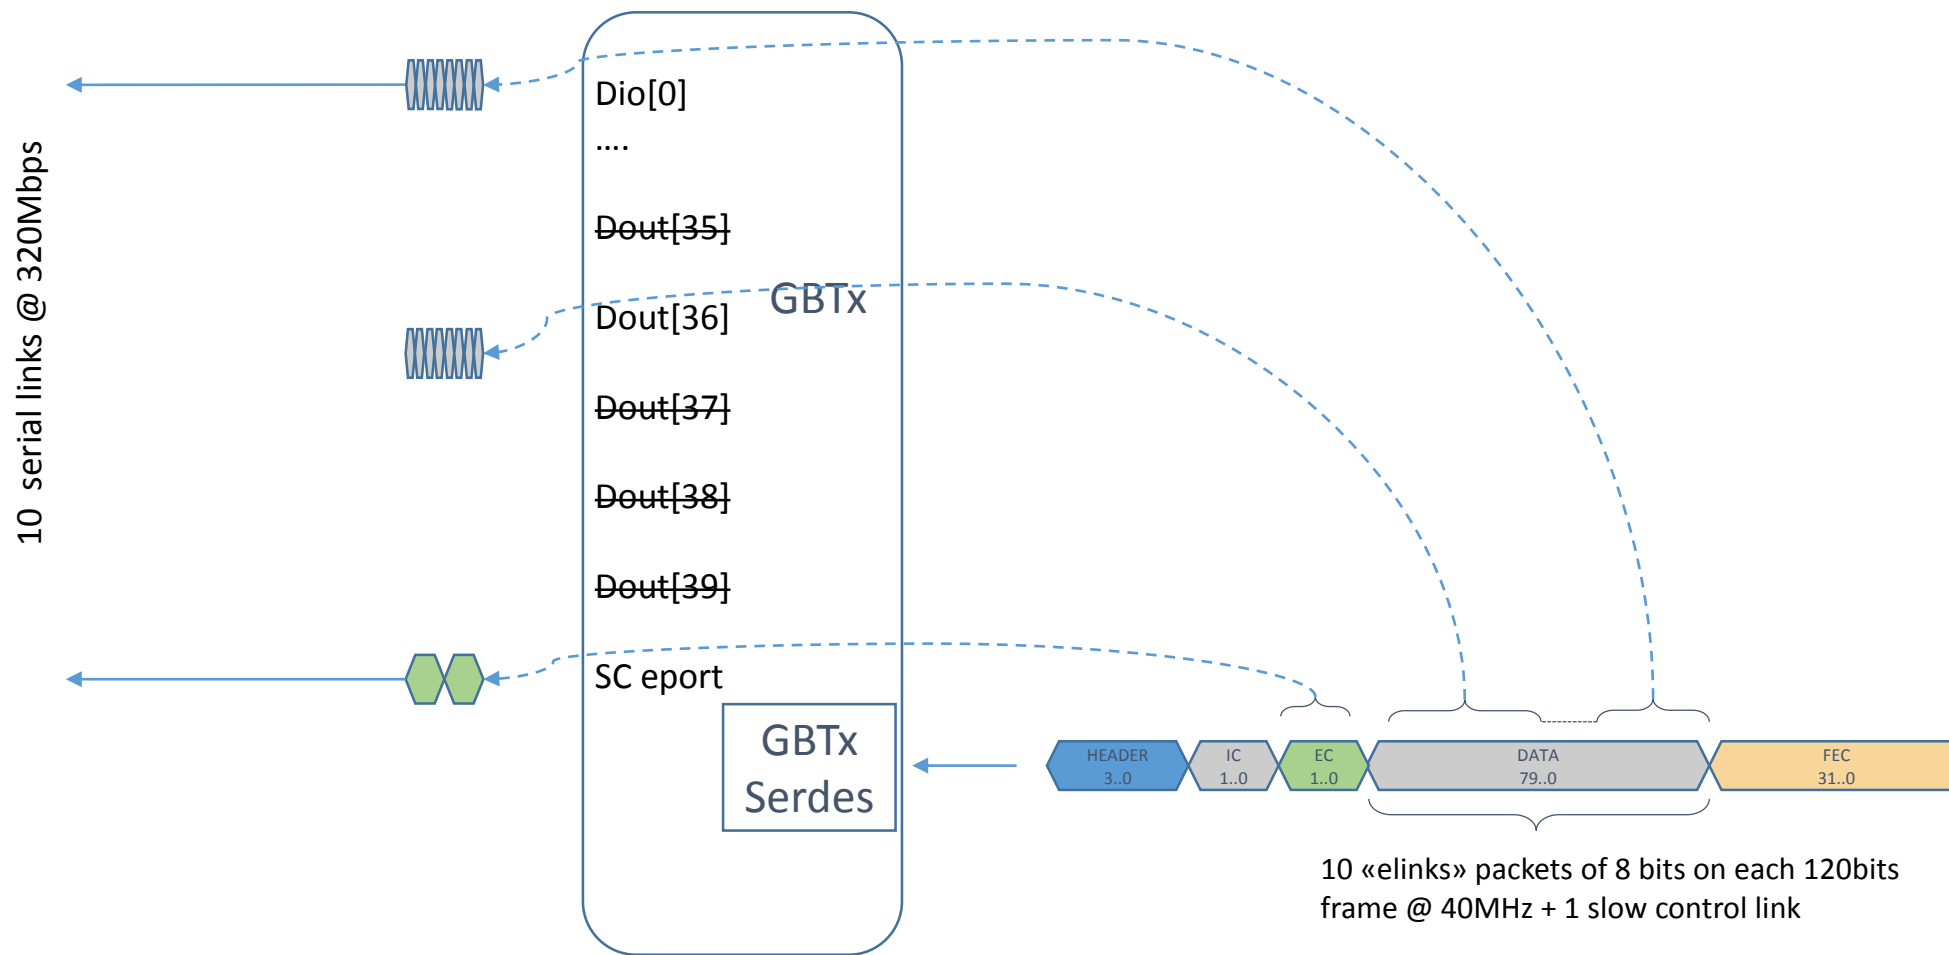 10 serial links @ 320Mbps
Dio[0]
....
Dout[35]
Dout[36]
GBTx
Dout[37]
Dout[38]
Dout[39]
SC eport
GBTx
Serdes
HEADER
3..0
IC
1..0
EC
1..0
DATA
79..0
FEC
31..0
10 «elinks» packets of 8 bits on each 120bits
frame @ 40MHz + 1 slow control link